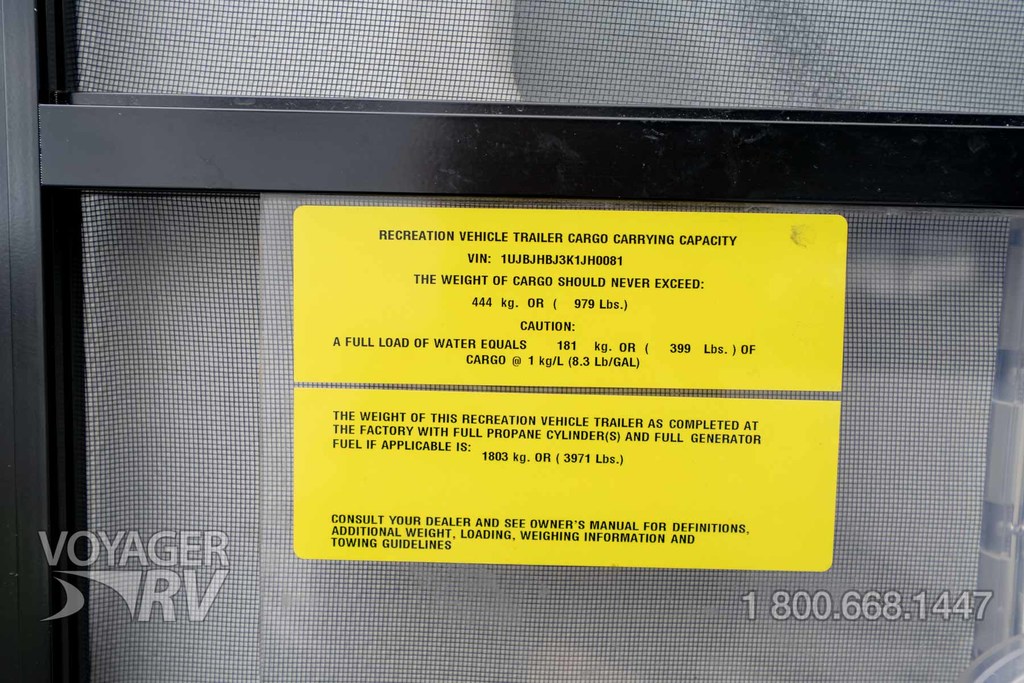 RECREATION VEHICLE TRAILER CARGO CARRYING CAPACITY
VIN: 1UJBJHBJ3K1JH0081
THE WEIGHT OF CARGO SHOULD NEVER EXCEED:
444 kg. OR ( 979 Lbs.)
CAUTION:
A FULL LOAD OF WATER EQUALS 181 kg. OR ( 399 Lbs. ) OF
CARGO @ 1 kg/L (8.3 Lb/GAL)
THE WEIGHT OF THIS RECREATION VEHICLE TRAILER AS COMPLETED AT
THE FACTORY WITH FULL PROPANE CYLINDER(S) AND FULL GENERATOR
FUEL IF APPLICABLE IS:
1803 kg. OR ( 3971 Lbs.)
CONSULT YOUR DEALER AND SEE OWNER'S MANUAL FOR DEFINITIONS,
ADDITIONAL WEIGHT, LOADING, WEIGHING INFORMATION AND
TOWING GUIDELINES
VOYAGER
RV
1 800.668.1447